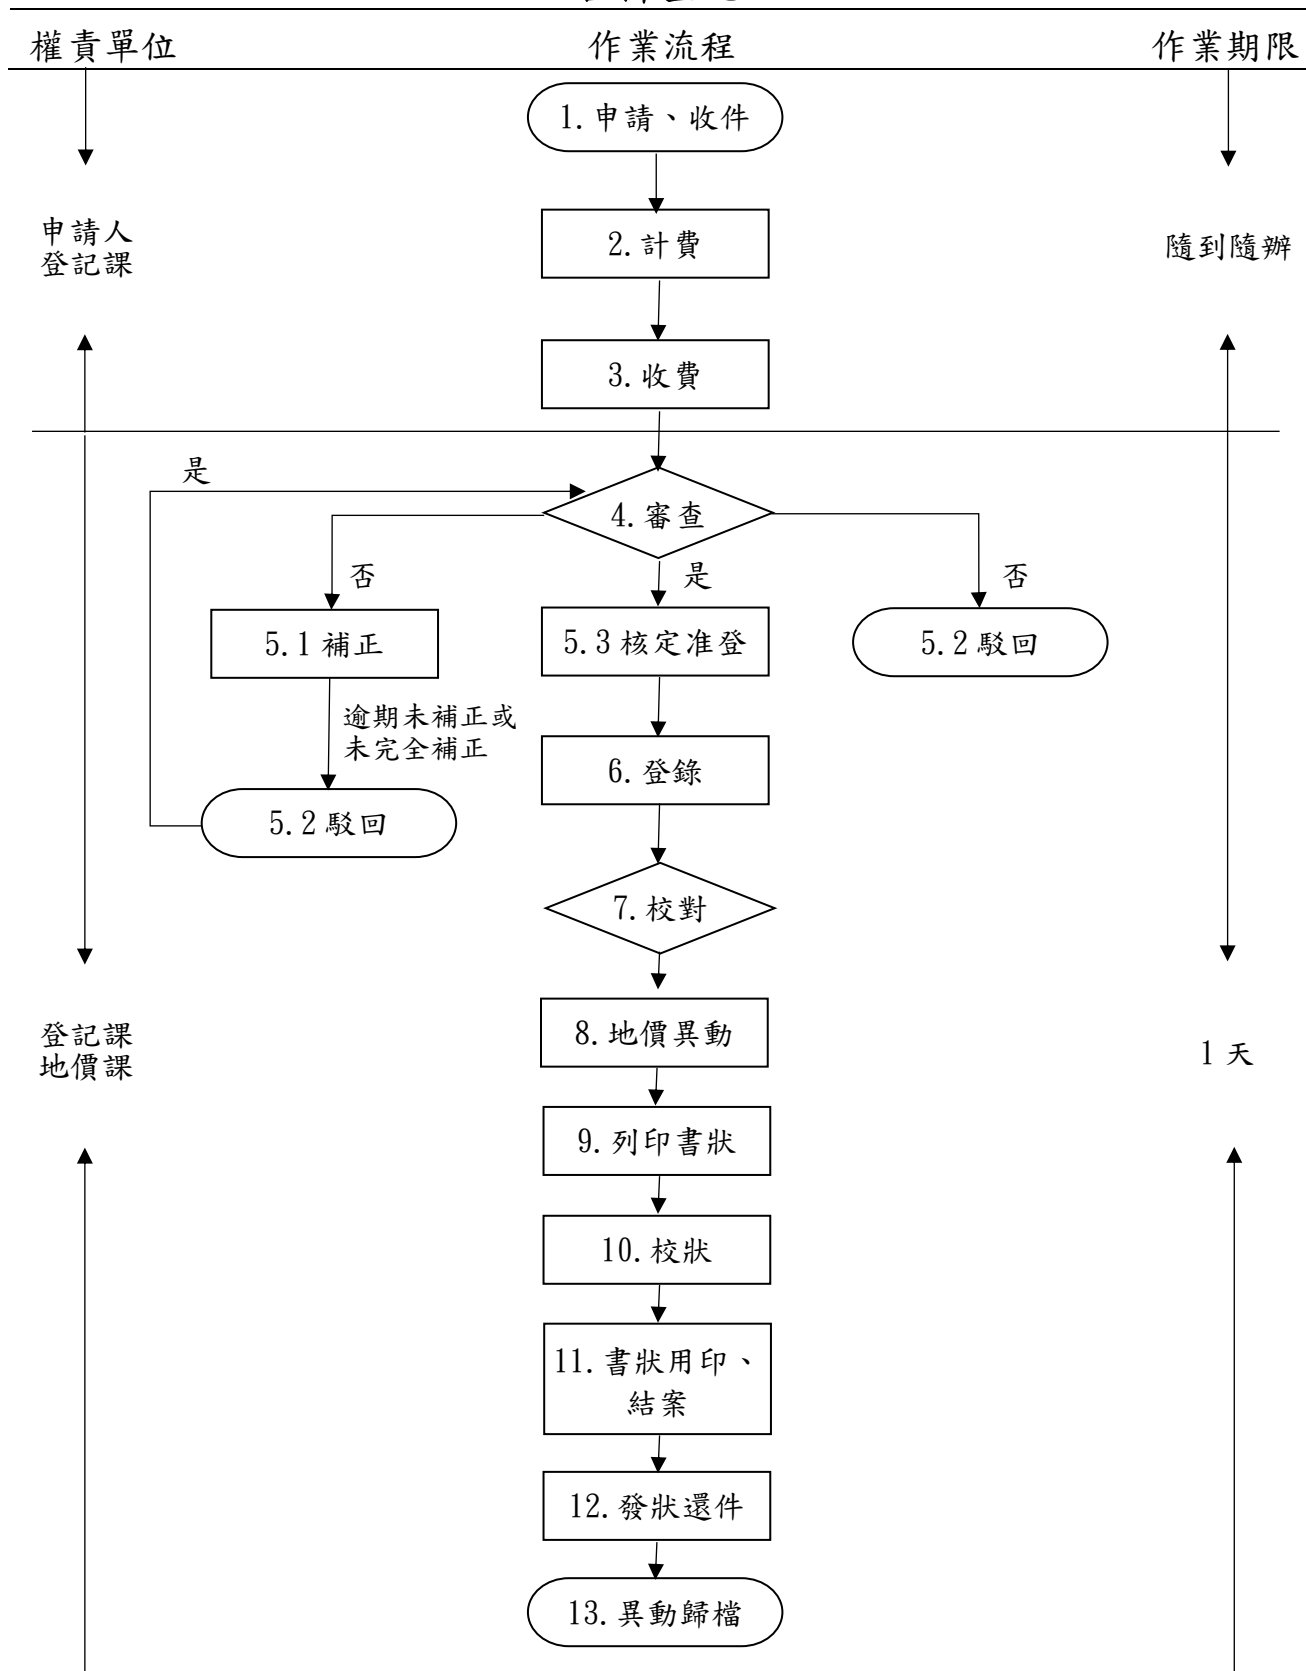 權責單位 作業流程 作業期限
1.申請、收件
申請人
登記課
2.計費
隨到隨辦
3.收費
是
4.審查
否
是
否
5.1補正
5.3核定准登
5.2駁回
逾期未補正或
未完全補正
6.登錄
5.2駁回
7.校對
登記課
地價課
8.地價異動
1天
9.列印書狀
10.校狀
11.書狀用印、
結案
12.發狀還件
13.異動歸檔